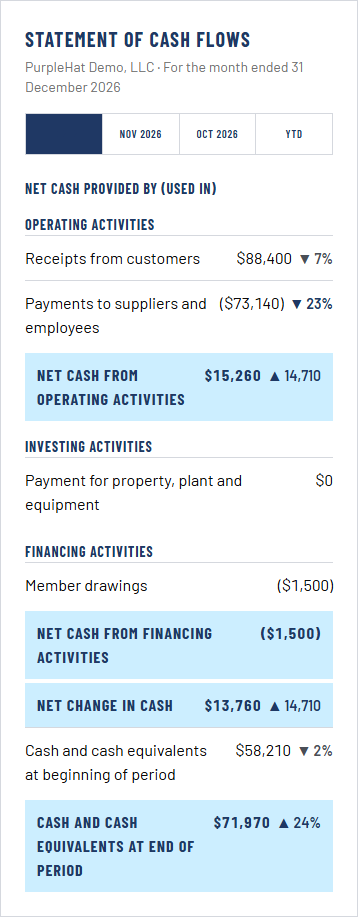 STATEMENT OF CASH FLOWS
PurpleHat Demo, LLC · For the month ended 31
December 2026
NOV 2026 OCT 2026 YTD
NET CASH PROVIDED BY (USED IN)
OPERATING ACTIVITIES
Receipts from customers $88,400 ▼ 7%
Payments to suppliers and ($73,140) ▼ 23%
employees
NET CASH FROM $15,260 ▲ 14,710
OPERATING ACTIVITIES
INVESTING ACTIVITIES
Payment for property, plant and $0
equipment
FINANCING ACTIVITIES
Member drawings ($1,500)
NET CASH FROM FINANCING ($1,500)
ACTIVITIES
NET CHANGE IN CASH $13,760 ▲ 14,710
Cash and cash equivalents $58,210 ▼ 2%
at beginning of period
CASH AND CASH $71,970 ▲ 24%
EQUIVALENTS AT END OF
PERIOD